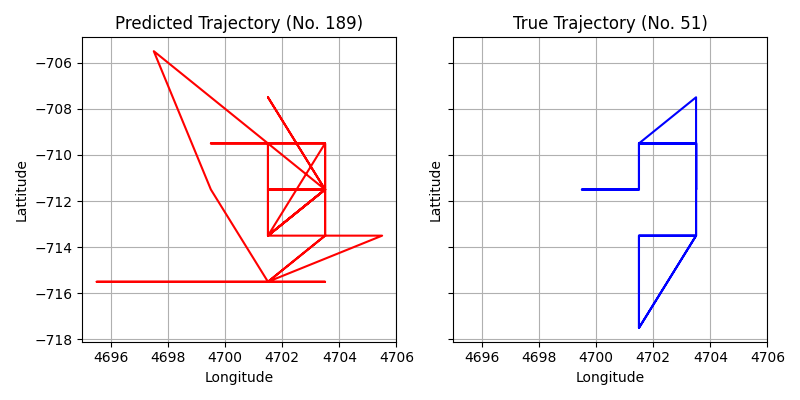 Predicted Trajectory (No. 189)
True Trajectory (No. 51)
Lattitude
−706
−708
−710
−712
−714
−716
−718
4696 4698 4700 4702 4704 4706
Longitude
Lattitude
4696 4698 4700 4702 4704 4706
Longitude